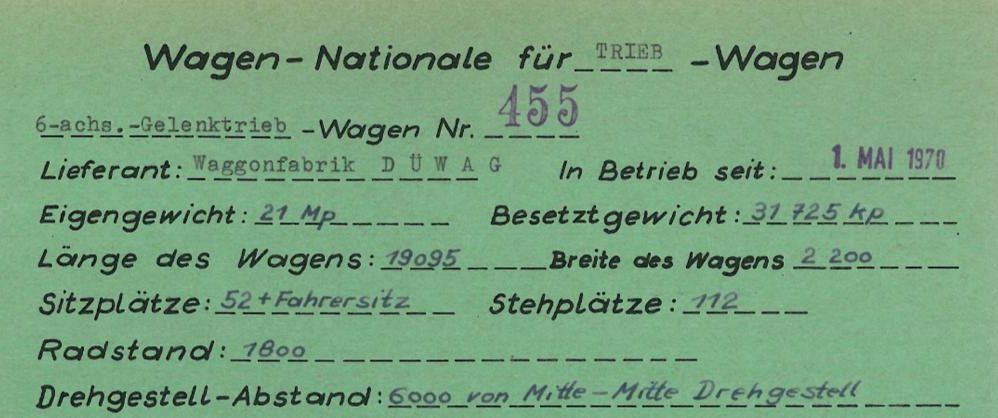 Wagen-Nationale für TRIEB -Wagen
6-achs.-Gelenktrieb -Wagen Nr. 455
Lieferant: Waggonfabrik D Ü W A G In Betrieb seit: 1. MAI 1970
Eigengewicht: 21 Mp Besetztgewicht: 31 725 kp
Länge des Wagens: 19095 Breite des Wagens 2 200
Sitzplätze: 52 + Fahrersitz Stehplätze: 112
Radstand: 1800
Drehgestell-Abstand: 6000 von Mitte-Mitte Drehgestell